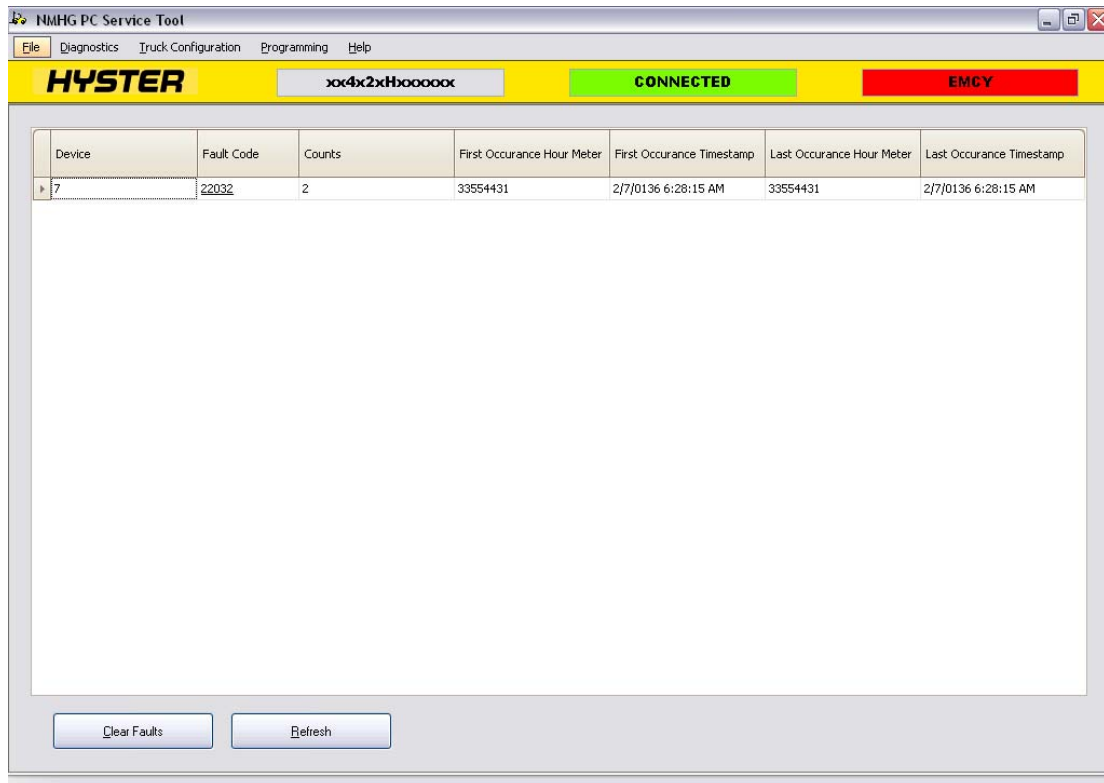 NMHG PC Service Tool
File Diagnostics Truck Configuration Programming Help
HYSTER xx4x2xHxxxxxx CONNECTED EMCY
Device Fault Code Counts First Occurance Hour Meter First Occurance Timestamp Last Occurance Hour Meter Last Occurance Timestamp
7 22032 2 33554431 2/7/0136 6:28:15 AM 33554431 2/7/0136 6:28:15 AM
Clear Faults Refresh